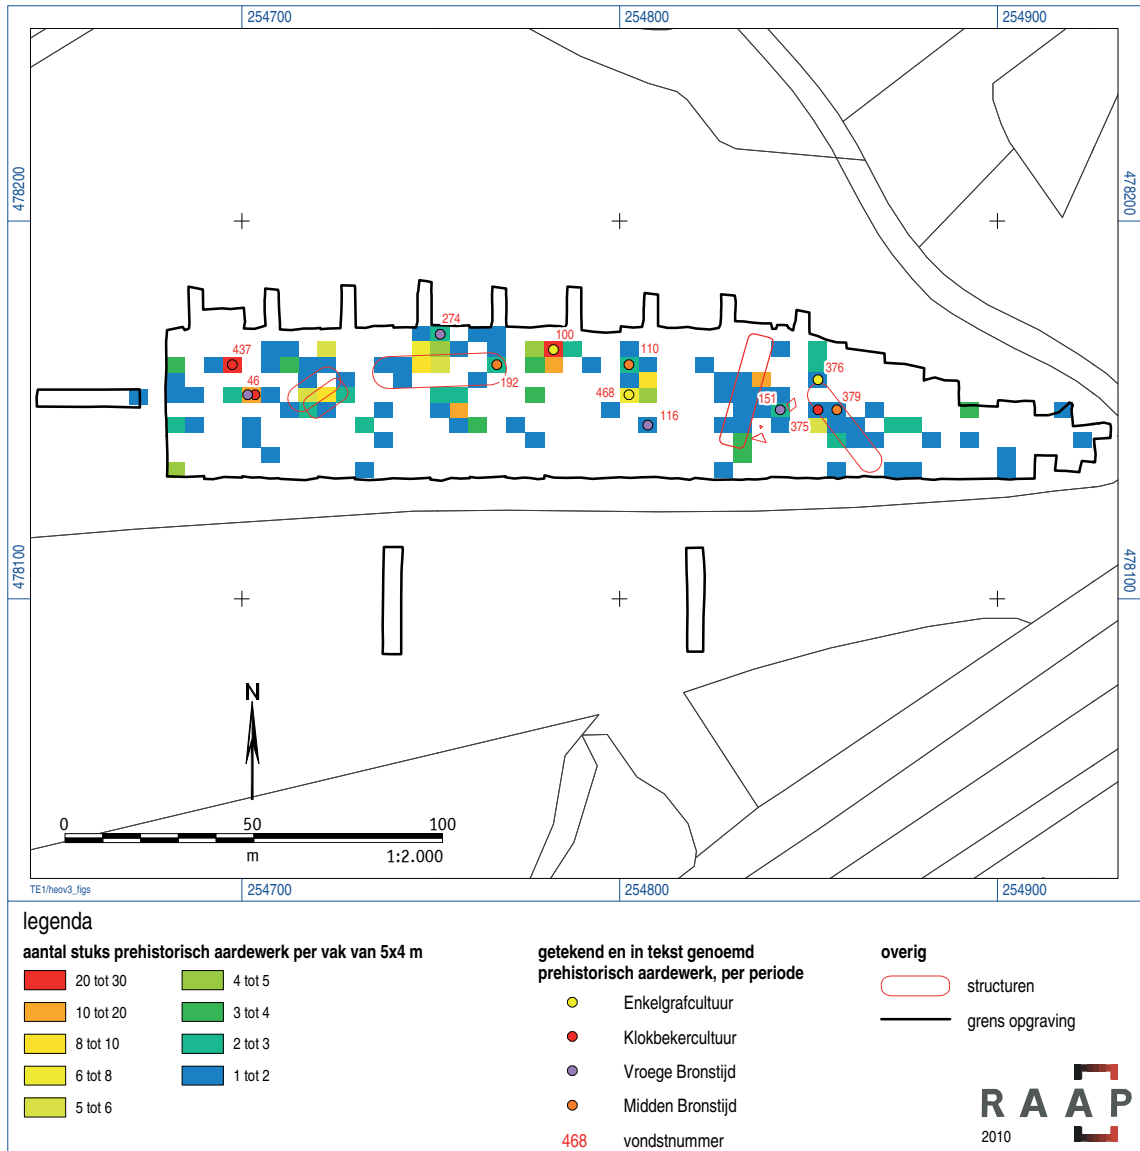 254700
254800
254900
478200
478200
274
100
437
110
192
376
46
468
379
151
116
375
478100
478100
N
0
50
100
m
1:2.000
TE1/heov3_figs
254700
254800
254900
legenda
aantal stuks prehistorisch aardewerk per vak van 5x4 m
20 tot 30
10 tot 20
8 tot 10
6 tot 8
5 tot 6
4 tot 5
3 tot 4
2 tot 3
1 tot 2
getekend en in tekst genoemd
prehistorisch aardewerk, per periode
Enkelgrafcultuur
Klokbekercultuur
Vroege Bronstijd
Midden Bronstijd
468 vondstnummer
overig
structuren
grens opgraving
RAAP
2010